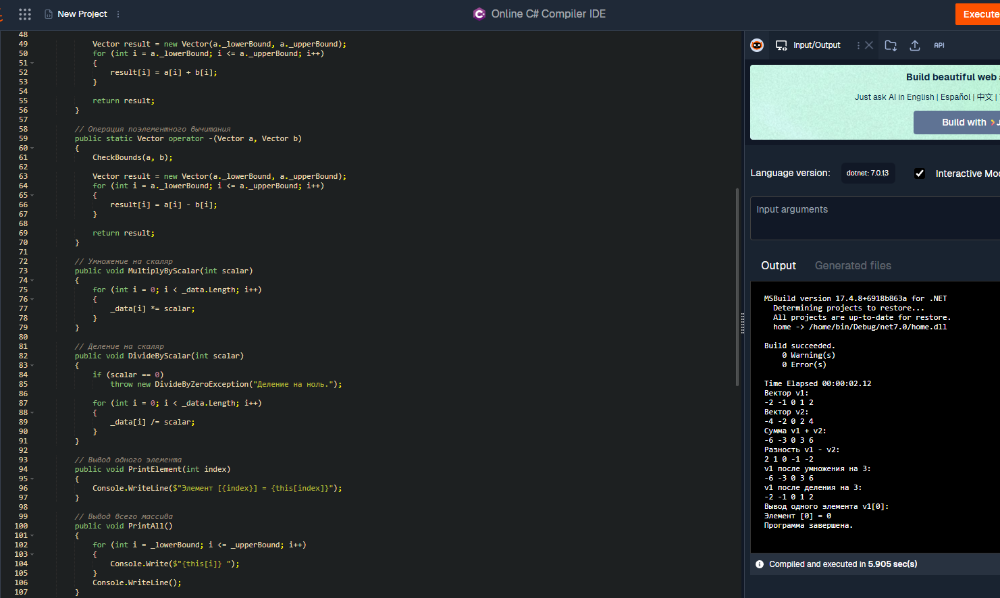 New Project
Online C# Compiler IDE
Execute
48
49 Vector result = new Vector(a._lowerBound, a._upperBound);
50 for (int i = a._lowerBound; i <= a._upperBound; i++)
51 {
52 result[i] = a[i] + b[i];
53 }
54
55 return result;
56 }
57
58 // Операция поэлементного вычитания
59 public static Vector operator -(Vector a, Vector b)
60 {
61 CheckBounds(a, b);
62
63 Vector result = new Vector(a._lowerBound, a._upperBound);
64 for (int i = a._lowerBound; i <= a._upperBound; i++)
65 {
66 result[i] = a[i] - b[i];
67 }
68
69 return result;
70 }
71
72 // Умножение на скаляр
73 public void MultiplyByScalar(int scalar)
74 {
75 for (int i = 0; i < _data.Length; i++)
76 {
77 _data[i] *= scalar;
78 }
79 }
80
81 // Деление на скаляр
82 public void DivideByScalar(int scalar)
83 {
84 if (scalar == 0)
85 throw new DivideByZeroException("Деление на ноль.");
86
87 for (int i = 0; i < _data.Length; i++)
88 {
89 _data[i] /= scalar;
90 }
91 }
92
93 // Вывод одного элемента
94 public void PrintElement(int index)
95 {
96 Console.WriteLine($"Элемент [{index}] = {this[index]}");
97 }
98
99 // Вывод всего массива
100 public void PrintAll()
101 {
102 for (int i = _lowerBound; i <= _upperBound; i++)
103 {
104 Console.Write($"{this[i]} ");
105 }
106 Console.WriteLine();
107 }
Input/Output
API
Build beautiful web
Just ask AI in English | Español | 中文 |
Build with
Language version: dotnet: 7.0.13 Interactive Mo
Input arguments
Output Generated files
MSBuild version 17.4.8+6918b863a for .NET
Determining projects to restore...
All projects are up-to-date for restore.
home -> /home/bin/Debug/net7.0/home.dll
Build succeeded.
0 Warning(s)
0 Error(s)
Time Elapsed 00:00:02.12
Вектор v1:
-2 -1 0 1 2
Вектор v2:
-4 -2 0 2 4
Сумма v1 + v2:
-6 -3 0 3 6
Разность v1 - v2:
2 1 0 -1 -2
v1 после умножения на 3:
-6 -3 0 3 6
v1 после деления на 3:
-2 -1 0 1 2
Вывод одного элемента v1[0]:
Элемент [0] = 0
Программа завершена.
Compiled and executed in 5.905 sec(s)